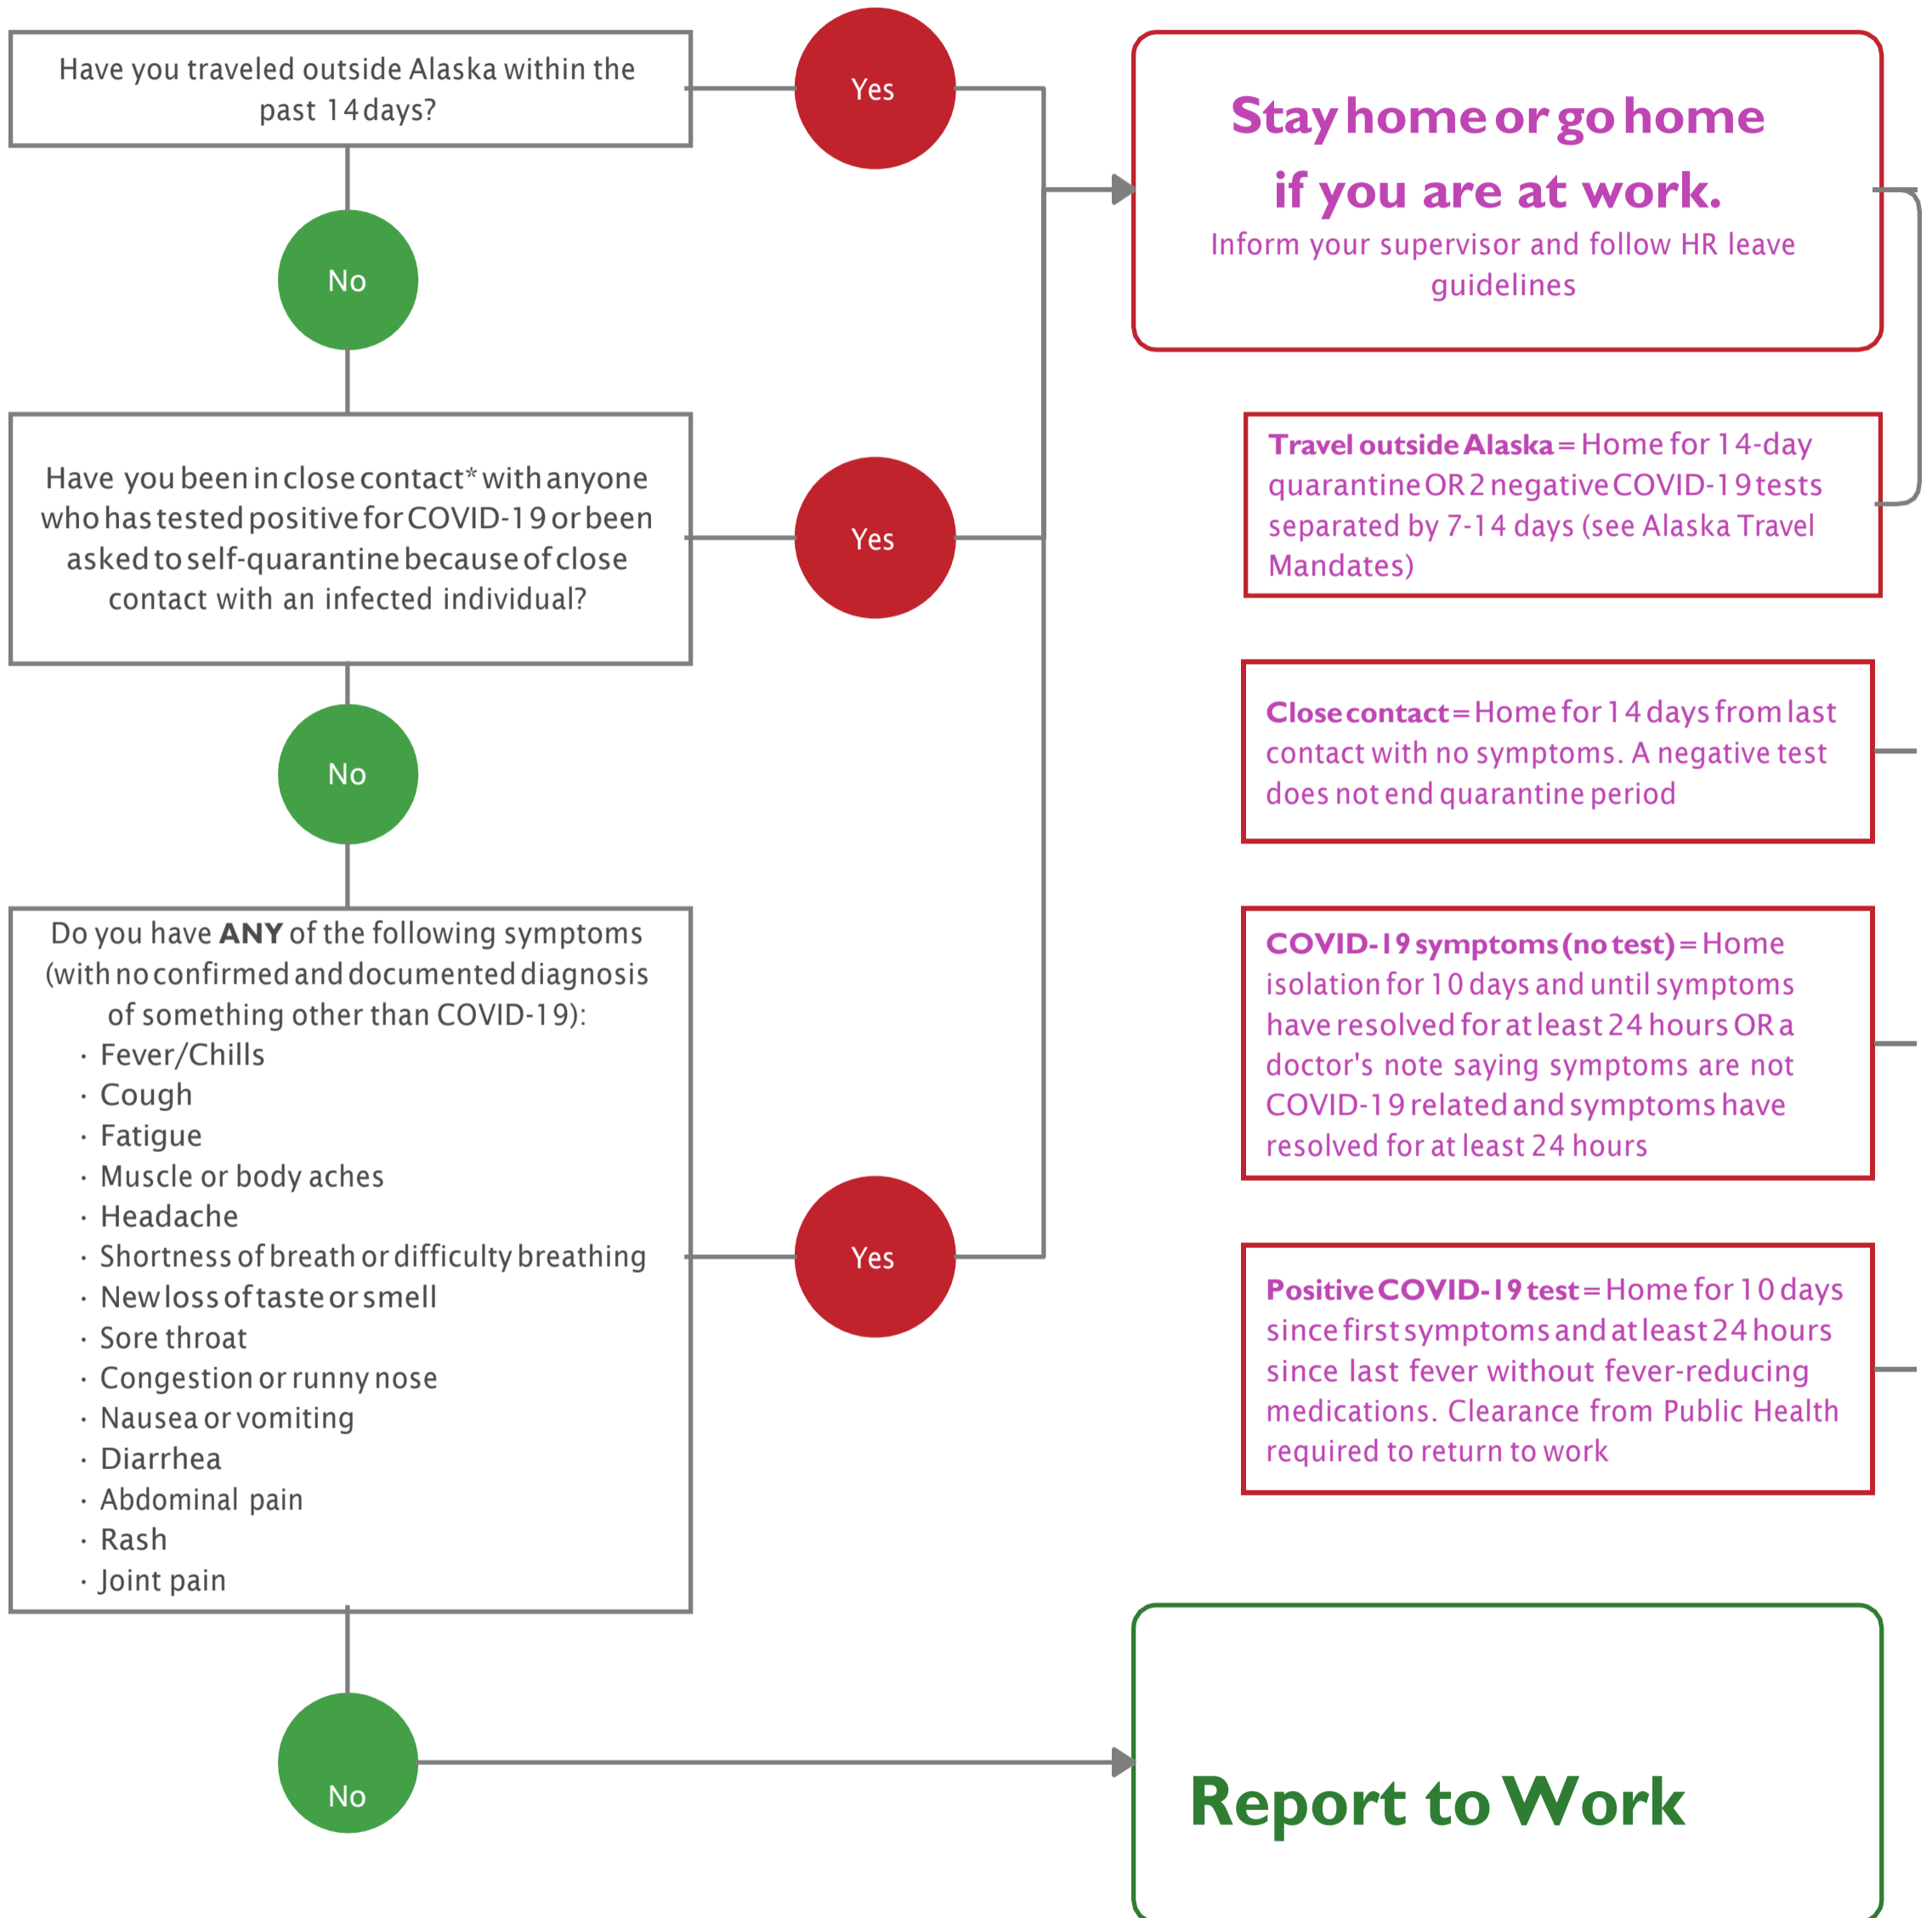 Have you traveled outside Alaska within the
past 14 days?
Yes
No
Have you been in close contact* with anyone
who has tested positive for COVID-19 or been
asked to self-quarantine because of close
contact with an infected individual?
Yes
No
Do you have ANY of the following symptoms
(with no confirmed and documented diagnosis
of something other than COVID-19):
· Fever/Chills
· Cough
· Fatigue
· Muscle or body aches
· Headache
· Shortness of breath or difficulty breathing
· New loss of taste or smell
· Sore throat
· Congestion or runny nose
· Nausea or vomiting
· Diarrhea
· Abdominal pain
· Rash
· Joint pain
Yes
No
Stay home or go home
if you are at work.
Inform your supervisor and follow HR leave
guidelines
Travel outside Alaska = Home for 14-day
quarantine OR 2 negative COVID-19 tests
separated by 7-14 days (see Alaska Travel
Mandates)
Close contact = Home for 14 days from last
contact with no symptoms. A negative test
does not end quarantine period
COVID-19 symptoms (no test) = Home
isolation for 10 days and until symptoms
have resolved for at least 24 hours OR a
doctor's note saying symptoms are not
COVID-19 related and symptoms have
resolved for at least 24 hours
Positive COVID-19 test = Home for 10 days
since first symptoms and at least 24 hours
since last fever without fever-reducing
medications. Clearance from Public Health
required to return to work
Report to Work